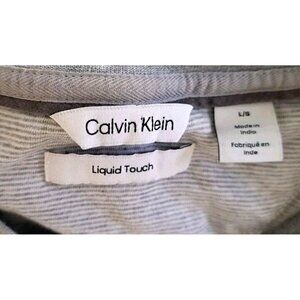 Calvin Klein
Liquid Touch
L/S
Made in
India
Fabriqué en
Inde